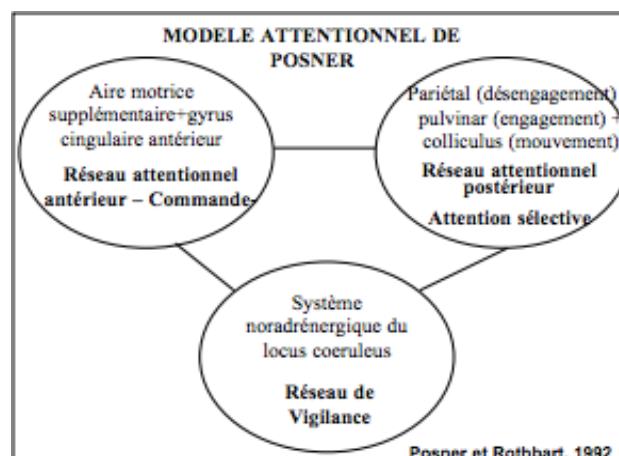 MODELE ATTENTIONNEL DE
POSNER
Aire motrice
supplémentaire+gyrus
cingulaire antérieur
Réseau attentionnel
antérieur – Commande-
Pariétal (désengagement)
pulvinar (engagement) +
colliculus (mouvement)
Réseau attentionnel
postérieur
Attention sélective
Système
noradrénergique du
locus coeruleus
Réseau de
Vigilance
Posner et Rothbart, 1992